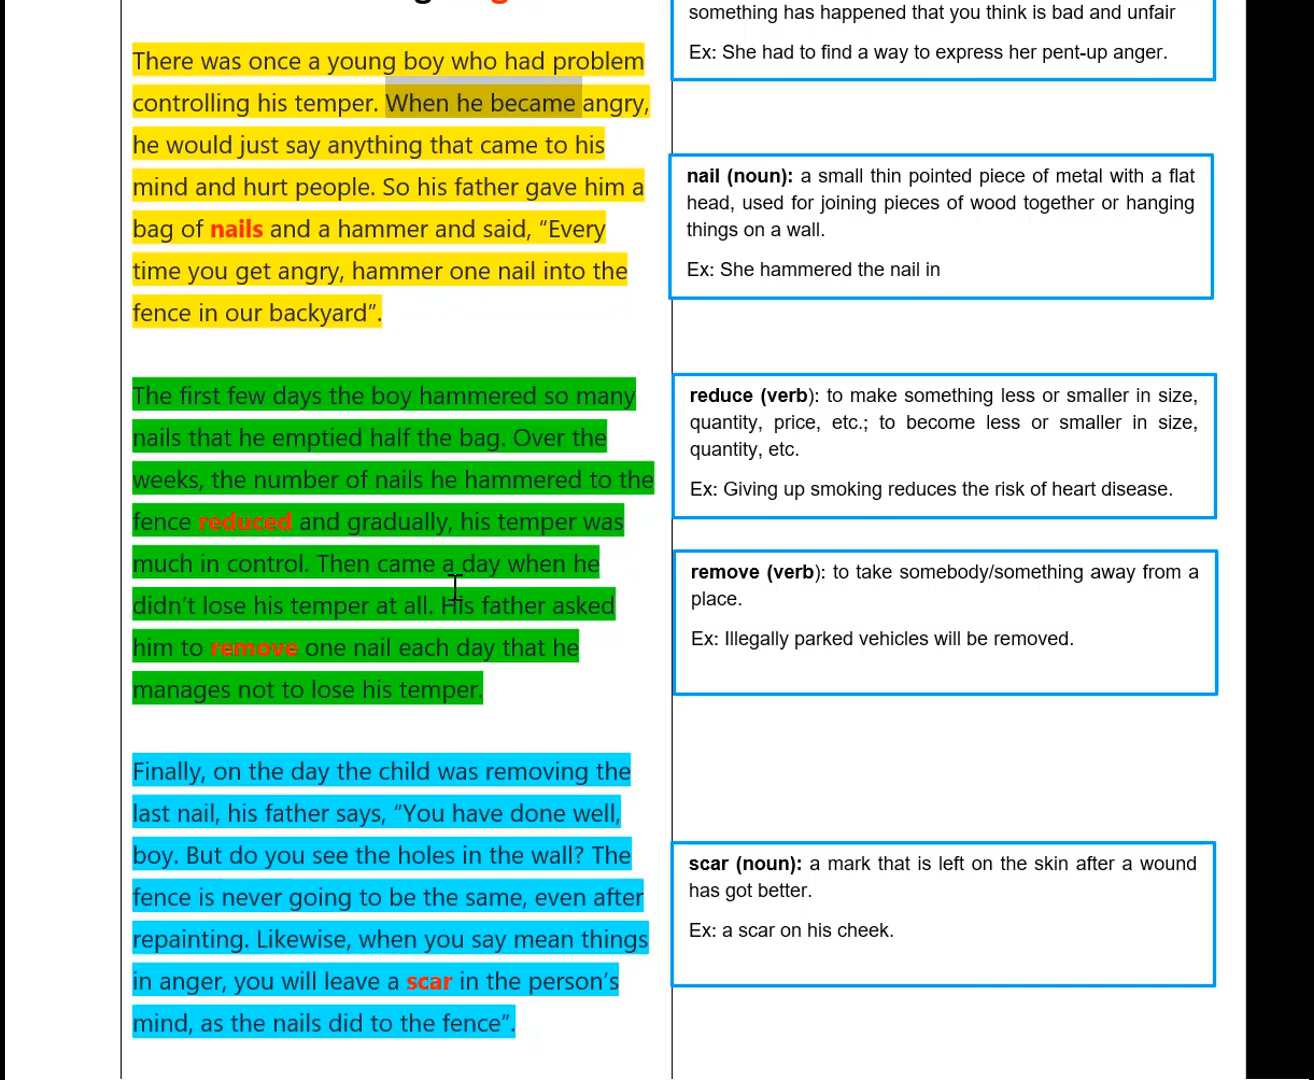 There was once a young boy who had problem
controlling his temper. When he became angry,
he would just say anything that came to his
mind and hurt people. So his father gave him a
bag of nails and a hammer and said, “Every
time you get angry, hammer one nail into the
fence in our backyard”.
The first few days the boy hammered so many
nails that he emptied half the bag. Over the
weeks, the number of nails he hammered to the
fence reduced and gradually, his temper was
much in control. Then came a day when he
didn’t lose his temper at all. His father asked
him to remove one nail each day that he
manages not to lose his temper.
Finally, on the day the child was removing the
last nail, his father says, “You have done well,
boy. But do you see the holes in the wall? The
fence is never going to be the same, even after
repainting. Likewise, when you say mean things
in anger, you will leave a scar in the person’s
mind, as the nails did to the fence”.
something has happened that you think is bad and unfair
Ex: She had to find a way to express her pent-up anger.
nail (noun): a small thin pointed piece of metal with a flat
head, used for joining pieces of wood together or hanging
things on a wall.
Ex: She hammered the nail in
reduce (verb): to make something less or smaller in size,
quantity, price, etc.; to become less or smaller in size,
quantity, etc.
Ex: Giving up smoking reduces the risk of heart disease.
remove (verb): to take somebody/something away from a
place.
Ex: Illegally parked vehicles will be removed.
scar (noun): a mark that is left on the skin after a wound
has got better.
Ex: a scar on his cheek.